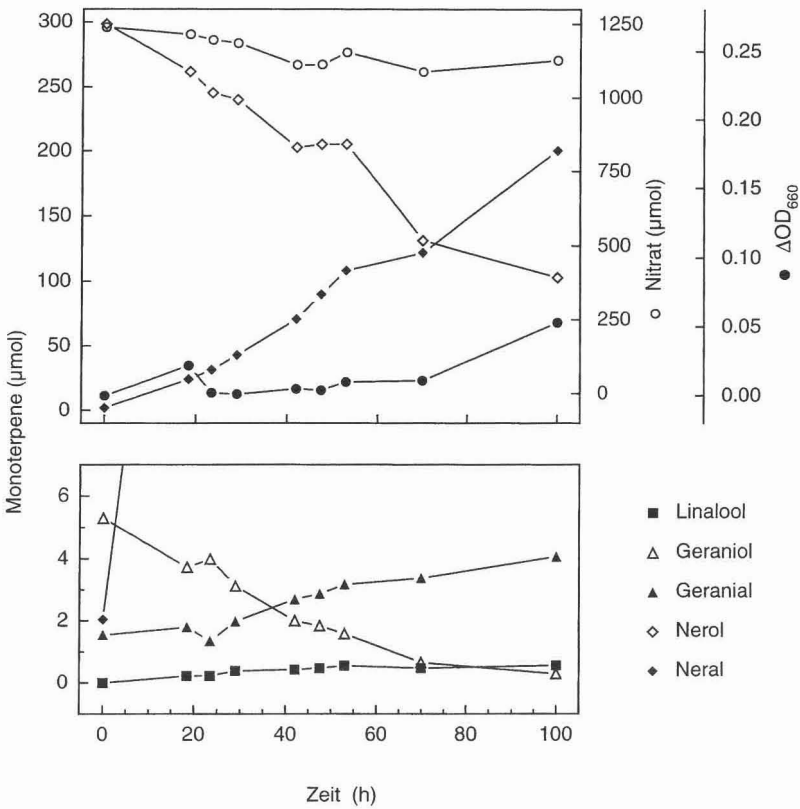 300
250
200
150
100
50
0
Monoterpene (µmol)
1250
1000
750
500
250
0
Nitrat (µmol)
0.25
0.20
0.15
0.10
0.05
0.00
ΔOD660
6
4
2
0
0 20 40 60 80 100
Zeit (h)
Linalool
Geraniol
Geranial
Nerol
Neral